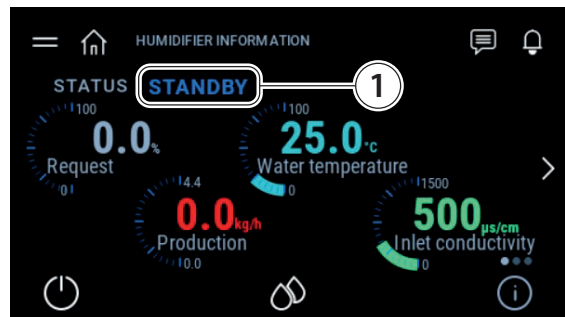 HUMIDIFIER INFORMATION
STATUS STANDBY
1
100
0.0%
Request
0
100
25.0°C
Water temperature
0
4.4
0.0kg/h
Production
0.0
1500
500µs/cm
Inlet conductivity
0
i